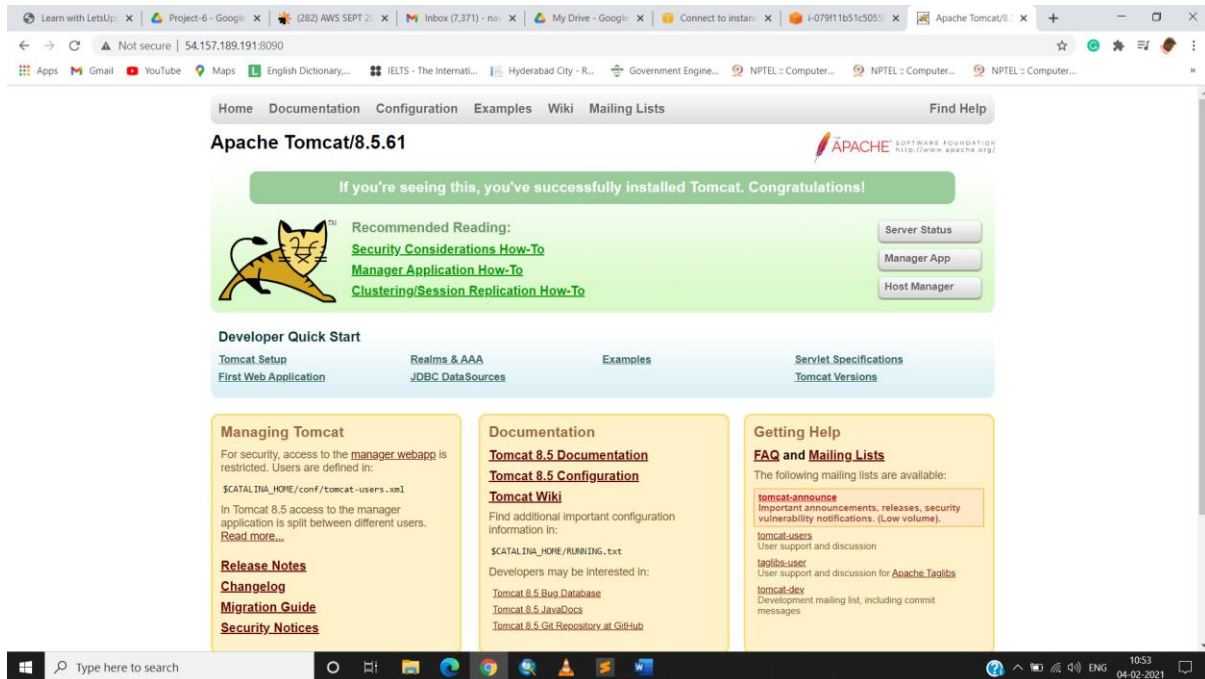 Learn with LetsUp Project-6 - Google (282) AWS SEPT 20 Inbox (7,371) - na My Drive - Google Connect to instanc i-079f11b51c5055 Apache Tomcat/8.
Not secure | 54.157.189.191:8090
Apps Gmail YouTube Maps English Dictionary,... IELTS - The Internati... Hyderabad City - R... Government Engine... NPTEL :: Computer... NPTEL :: Computer... NPTEL :: Computer...
Home Documentation Configuration Examples Wiki Mailing Lists Find Help
Apache Tomcat/8.5.61
THE APACHE SOFTWARE FOUNDATION
http://www.apache.org/
If you're seeing this, you've successfully installed Tomcat. Congratulations!
TM
Recommended Reading:
Security Considerations How-To
Manager Application How-To
Clustering/Session Replication How-To
Server Status
Manager App
Host Manager
Developer Quick Start
Tomcat Setup
First Web Application
Realms & AAA
JDBC DataSources
Examples
Servlet Specifications
Tomcat Versions
Managing Tomcat
For security, access to the manager webapp is
restricted. Users are defined in:
$CATALINA_HOME/conf/tomcat-users.xml
In Tomcat 8.5 access to the manager
application is split between different users.
Read more...
Release Notes
Changelog
Migration Guide
Security Notices
Documentation
Tomcat 8.5 Documentation
Tomcat 8.5 Configuration
Tomcat Wiki
Find additional important configuration
information in:
$CATALINA_HOME/RUNNING.txt
Developers may be interested in:
Tomcat 8.5 Bug Database
Tomcat 8.5 JavaDocs
Tomcat 8.5 Git Repository at GitHub
Getting Help
FAQ and Mailing Lists
The following mailing lists are available:
tomcat-announce
Important announcements, releases, security
vulnerability notifications. (Low volume).
tomcat-users
User support and discussion
taglibs-user
User support and discussion for Apache Taglibs
tomcat-dev
Development mailing list, including commit
messages
Type here to search
ENG
10:53
04-02-2021